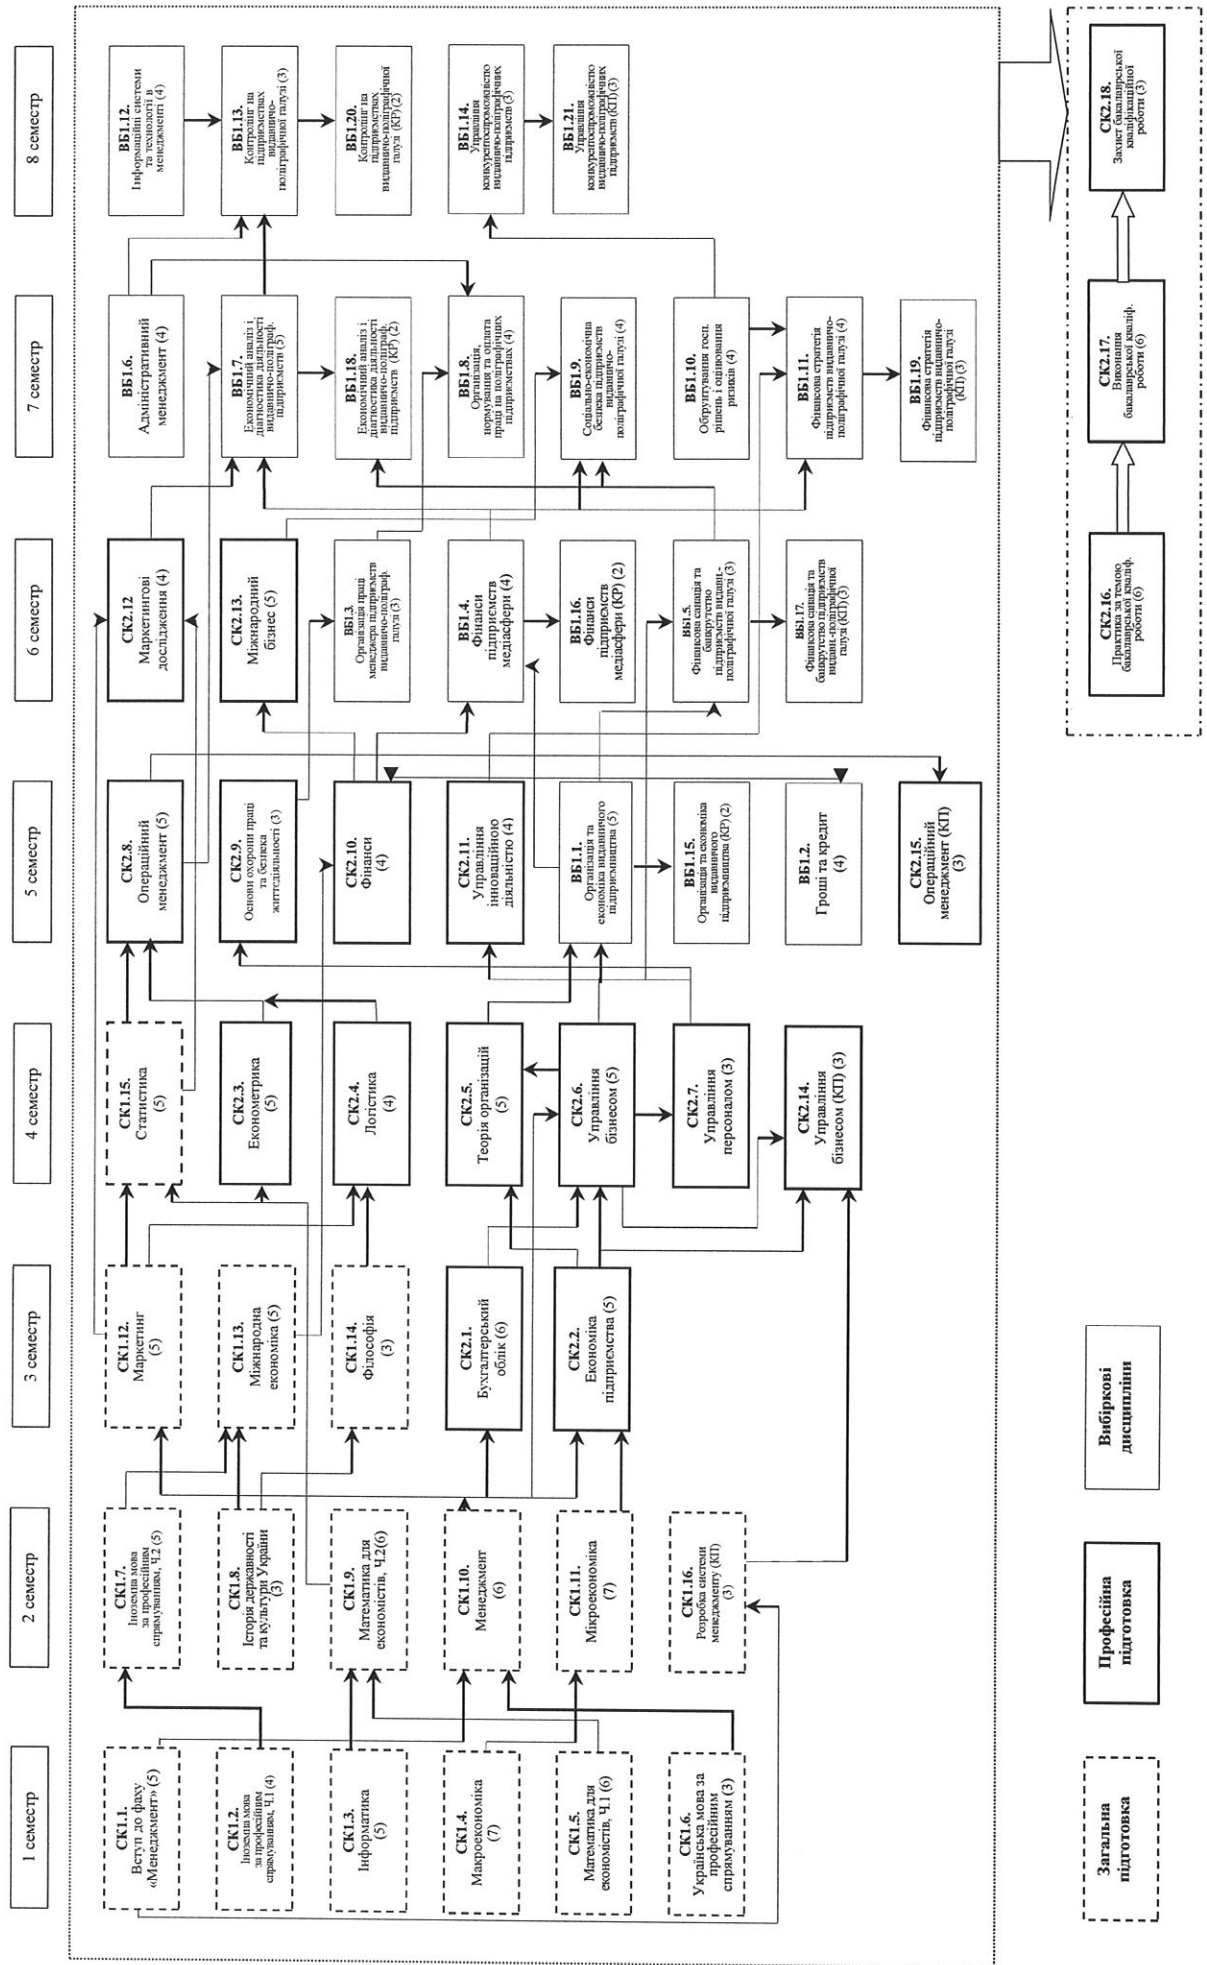 1 семестр
СК1.1.
Вступ до фаху
«Менеджмент» (5)
СК1.2.
Іноземна мова
за професійним
спрямуванням, Ч.1 (4)
СК1.3.
Інформатика
(5)
СК1.4.
Макроекономіка
(7)
СК1.5.
Математика для
економістів, Ч.1 (6)
СК1.6.
Українська мова за
професійним
спрямуванням (3)
2 семестр
СК1.7.
Іноземна мова
за професійним
спрямуванням, Ч.2 (5)
СК1.8.
Історія державності
та культури України
(3)
СК1.9.
Математика для
економістів, Ч.2(6)
СК1.10.
Менеджмент
(6)
СК1.11.
Мікроекономіка
(7)
СК1.16.
Розробка системи
менеджменту (КП)
(3)
3 семестр
СК1.12.
Маркетинг
(5)
СК1.13.
Міжнародна
економіка (5)
СК1.14.
Філософія
(3)
СК2.1.
Бухгалтерський
облік (6)
СК2.2.
Економіка
підприємства (5)
4 семестр
СК1.15.
Статистика
(5)
СК2.3.
Економетрика
(5)
СК2.4.
Логістика
(4)
СК2.5.
Теорія організацій
(5)
СК2.6.
Управління
бізнесом (5)
СК2.7.
Управління
персоналом (3)
СК2.14.
Управління
бізнесом (КП) (3)
5 семестр
СК2.8.
Операційний
менеджмент (5)
СК2.9.
Основи охорони праці
та безпека
життєдіяльності (3)
СК2.10.
Фінанси
(4)
СК2.11.
Управління
інноваційною
діяльністю (4)
ВБ1.1.
Організація та
економіка видавничого
підприємництва (5)
ВБ1.15.
Організація та економіка
видавничого
підприємництва (КР) (2)
ВБ1.2.
Гроші та кредит
(4)
СК2.15.
Операційний
менеджмент (КП)
(3)
6 семестр
СК2.12
Маркетингові
дослідження (4)
СК2.13.
Міжнародний
бізнес (5)
ВБ1.3.
Організація праці
менеджера підприємств
видавничо-поліграф.
галузі (3)
ВБ1.4.
Фінанси
підприємств
медіасфери (4)
ВБ1.16.
Фінанси
підприємств
медіасфери (КР) (2)
ВБ1.5.
Фінансова санація та
банкрутство
підприємств видавн.-
поліграфічної галузі (3)
ВБ1.17.
Фінансова санація та
банкрутство підприємств
видавн.-поліграфічної
галузі (КП) (3)
7 семестр
ВБ1.6.
Адміністративний
менеджмент (4)
ВБ1.7.
Економічний аналіз і
діагностика діяльності
видавничо-поліграф.
підприємств (5)
ВБ1.18.
Економічний аналіз і
діагностика діяльності
видавничо-поліграф.
підприємств (КР) (2)
ВБ1.8.
Організація,
нормування та оплата
праці на поліграфічних
підприємствах (4)
ВБ1.9.
Соціально-економічна
безпека підприємств
видавничо-
поліграфічної галузі (4)
ВБ1.10.
Обґрунтування госп.
рішень і оцінювання
ризиків (4)
ВБ1.11.
Фінансова стратегія
підприємств видавничо-
поліграфічної галузі (4)
ВБ1.19.
Фінансова стратегія
підприємств видавничо-
поліграфічної галузі
(КП) (3)
8 семестр
ВБ1.12.
Інформаційні системи
та технології в
менеджменті (4)
ВБ1.13.
Контролінг на
підприємствах
видавничо-
поліграфічної галузі (3)
ВБ1.20.
Контролінг на
підприємствах
видавничо-поліграфічної
галузі (КР) (2)
ВБ1.14.
Управління
конкурентоспроможністю
видавничо-поліграфічних
підприємств (3)
ВБ1.21.
Управління
конкурентоспроможністю
видавничо-поліграфічних
підприємств (КП) (3)
СК2.16.
Практика за темою
бакалаврської кваліф.
роботи (6)
СК2.17.
Виконання
бакалаврської кваліф.
роботи (6)
СК2.18.
Захист бакалаврської
кваліфікаційної
роботи (3)
Загальна
підготовка
Професійна
підготовка
Вибіркові
дисципліни